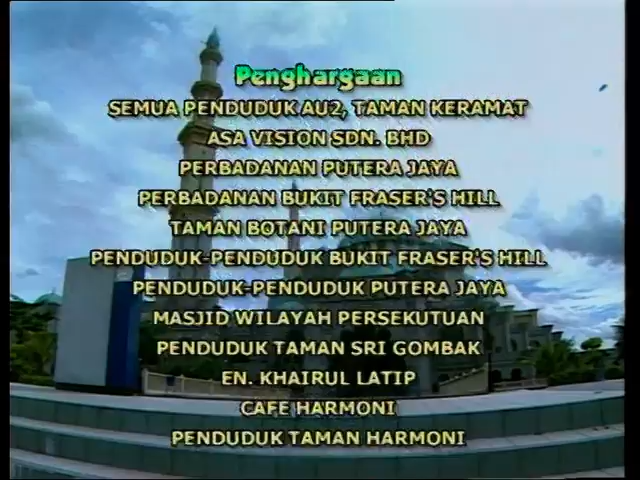 Penghargaan
SEMUA PENDUDUK AU2, TAMAN KERAMAT
ASA VISION SDN. BHD
PERBADANAN PUTERA JAYA
PERBADANAN BUKIT FRASER'S HILL
TAMAN BOTANI PUTERA JAYA
PENDUDUK-PENDUDUK BUKIT FRASER'S HILL
PENDUDUK-PENDUDUK PUTERA JAYA
MASJID WILAYAH PERSEKUTUAN
PENDUDUK TAMAN SRI GOMBAK
EN. KHAIRUL LATIP
CAFE HARMONI
PENDUDUK TAMAN HARMONI